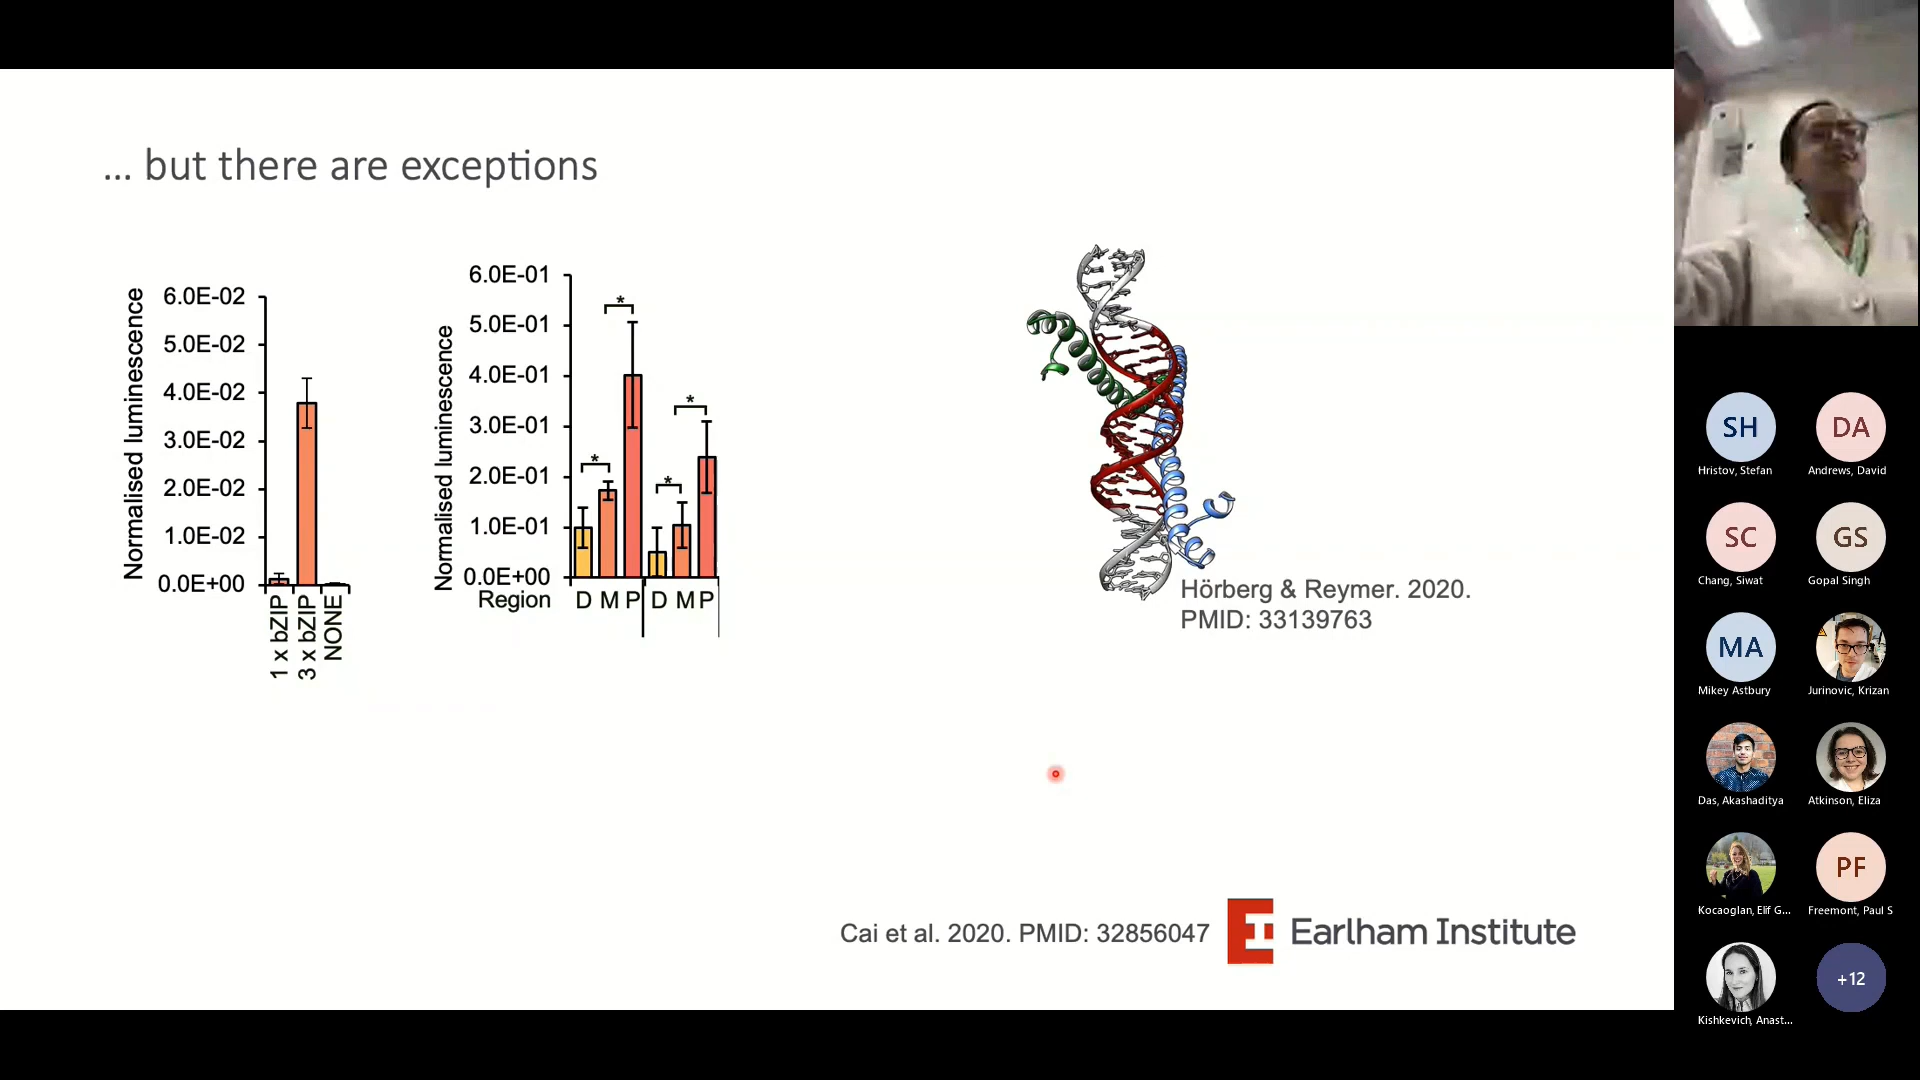 ... but there are exceptions
Normalised luminescence
6.0E-02
5.0E-02
4.0E-02
3.0E-02
2.0E-02
1.0E-02
0.0E+00
1 x bZIP
3 x bZIP
NONE
Normalised luminescence
6.0E-01
5.0E-01
4.0E-01
3.0E-01
2.0E-01
1.0E-01
0.0E+00
* * * *
Region D M P D M P
Hörberg & Reymer. 2020.
PMID: 33139763
Cai et al. 2020. PMID: 32856047
Earlham Institute
SH DA
Hristov, Stefan Andrews, David
SC GS
Chang, Siwat Gopal Singh
MA
Mikey Astbury Jurinovic, Krizan
Das, Akashaditya Atkinson, Eliza
PF
Kocaoglan, Elif G... Freemont, Paul S
+12
Kishkevich, Anast...